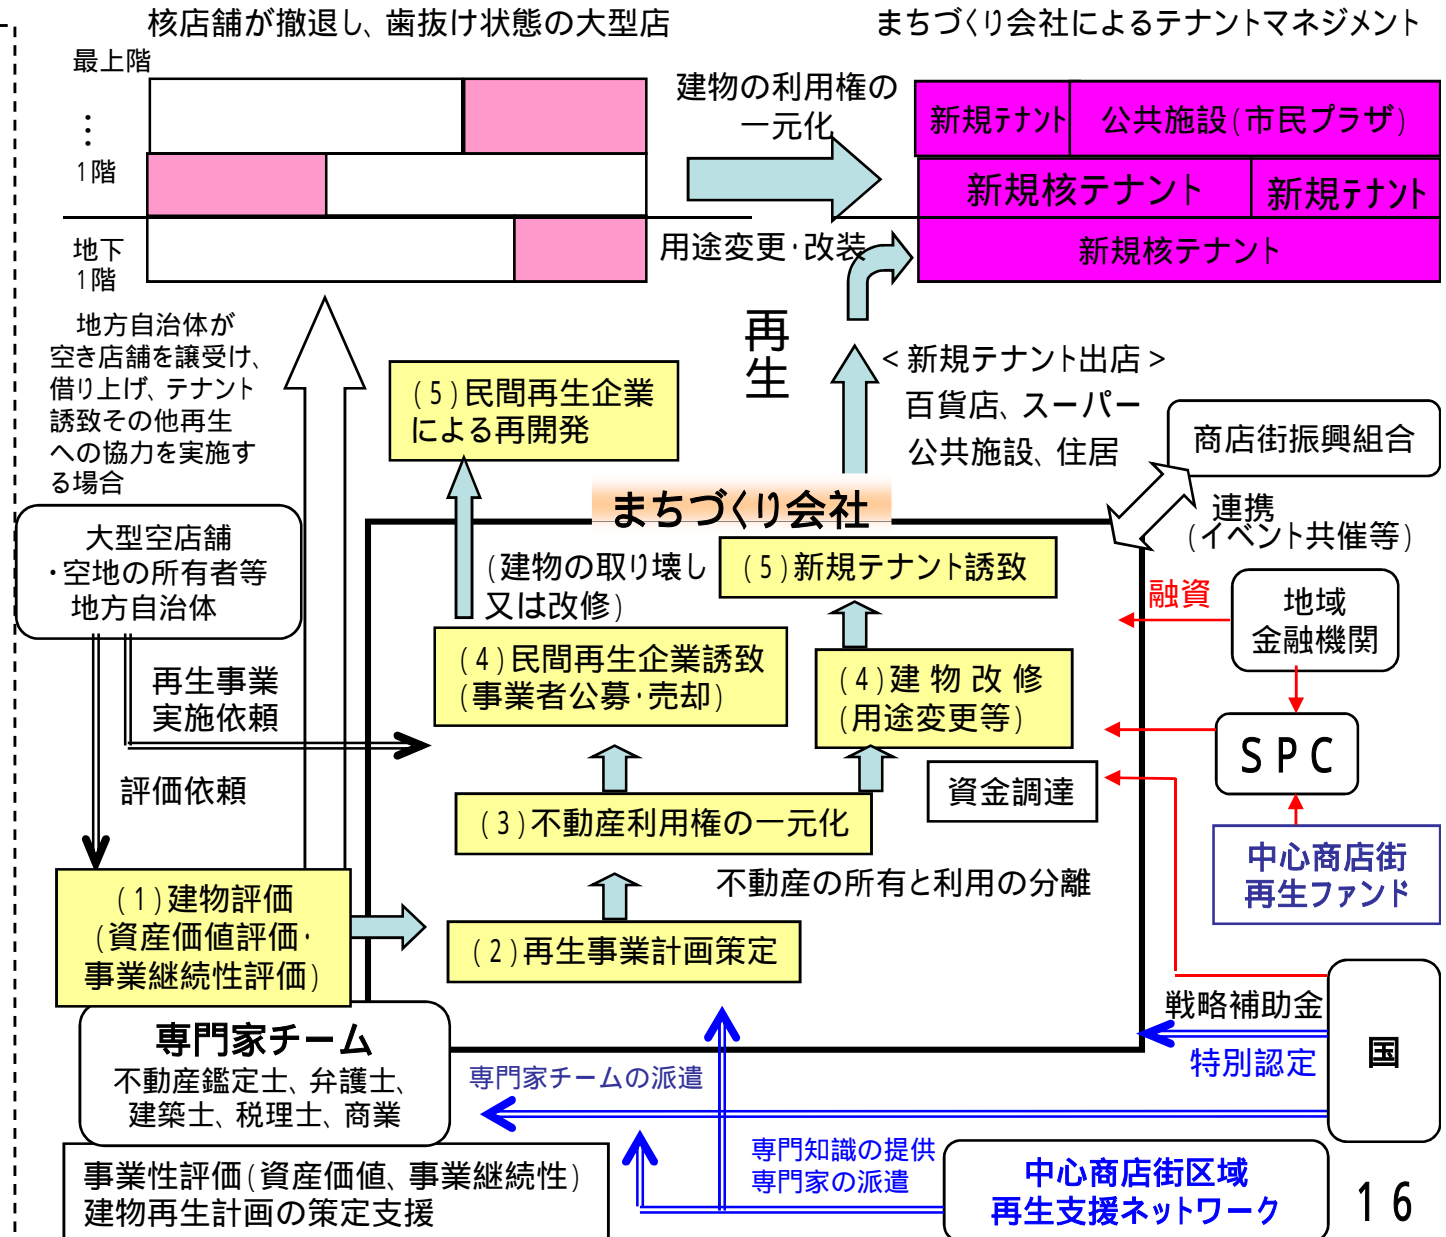 核店舗が撤退し、歯抜け状態の大型店
まちづくり会社によるテナントマネジメント
最上階
⋮
1階
地下
1階
建物の利用権の
一元化
用途変更・改装
新規テナント
公共施設(市民プラザ)
新規核テナント
新規テナント
新規核テナント
再
生
地方自治体が
空き店舗を譲受け、
借り上げ、テナント
誘致その他再生
への協力を実施す
る場合
(5)民間再生企業
による再開発
<新規テナント出店>
百貨店、スーパー
公共施設、住居
商店街振興組合
連携
(イベント共催等)
まちづくり会社
大型空店舗
・空地の所有者等
地方自治体
(建物の取り壊し
又は改修)
(5)新規テナント誘致
融資
地域
金融機関
再生事業
実施依頼
(4)民間再生企業誘致
(事業者公募・売却)
(4)建物改修
(用途変更等)
SPC
評価依頼
資金調達
(3)不動産利用権の一元化
中心商店街
再生ファンド
不動産の所有と利用の分離
(1)建物評価
(資産価値評価・
事業継続性評価)
(2)再生事業計画策定
戦略補助金
特別認定
国
専門家チーム
不動産鑑定士、弁護士、
建築士、税理士、商業
専門家チームの派遣
専門知識の提供
専門家の派遣
中心商店街区域
再生支援ネットワーク
事業性評価(資産価値、事業継続性)
建物再生計画の策定支援
16